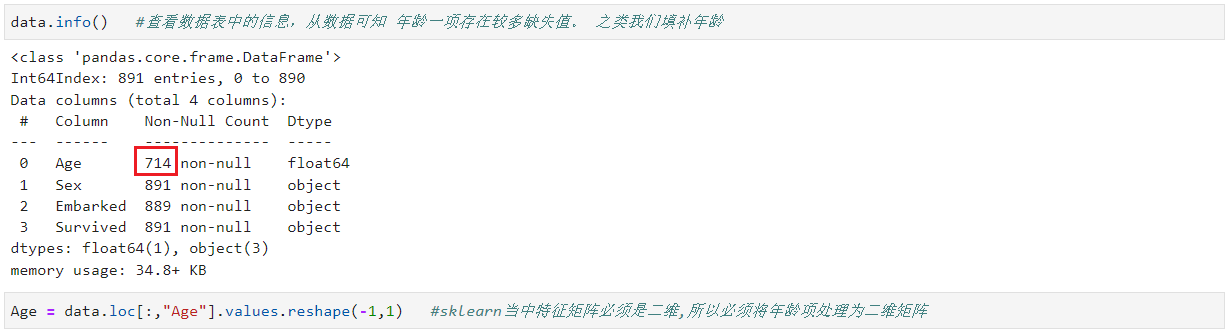 data.info()   #查看数据表中的信息，从数据可知 年龄一项存在较多缺失值。 之类我们填补年龄
<class 'pandas.core.frame.DataFrame'>
Int64Index: 891 entries, 0 to 890
Data columns (total 4 columns):
 #   Column    Non-Null Count  Dtype
---  ------    --------------  -----
 0   Age       714 non-null    float64
 1   Sex       891 non-null    object
 2   Embarked  889 non-null    object
 3   Survived  891 non-null    object
dtypes: float64(1), object(3)
memory usage: 34.8+ KB
Age = data.loc[:,"Age"].values.reshape(-1,1)   #sklearn当中特征矩阵必须是二维,所以必须将年龄项处理为二维矩阵